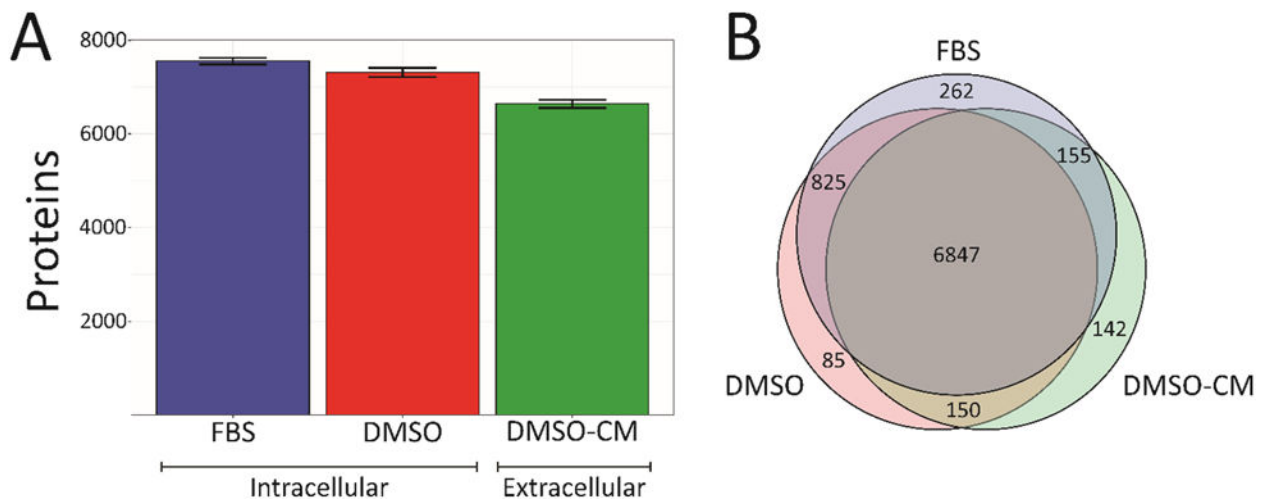 A
Proteins
8000
6000
4000
2000
FBS DMSO DMSO-CM
Intracellular Extracellular
B
FBS
262
155
825
6847
142
85
DMSO DMSO-CM
150